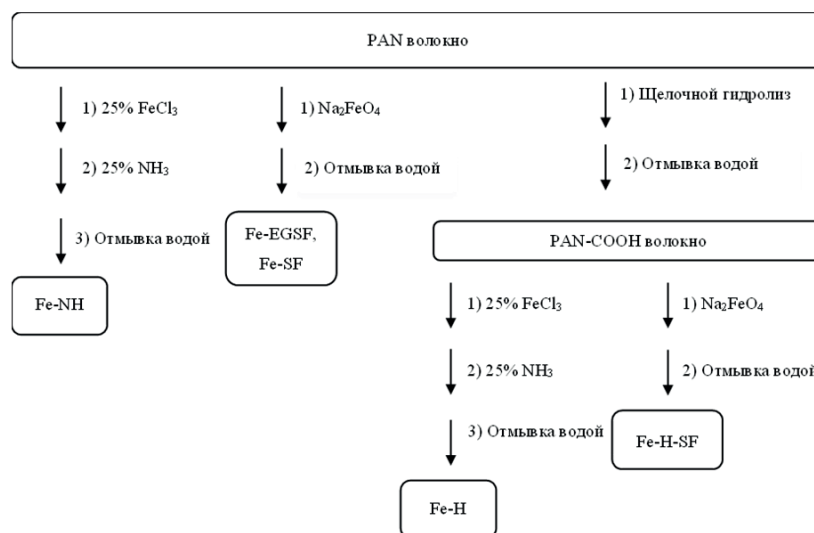 PAN волокно
1) 25% FeCl₃
2) 25% NH₃
3) Отмывка водой
Fe-NH
1) Na₂FeO₄
2) Отмывка водой
Fe-EGSF,
Fe-SF
1) Щелочной гидролиз
2) Отмывка водой
PAN-COOH волокно
1) 25% FeCl₃
2) 25% NH₃
3) Отмывка водой
Fe-H
1) Na₂FeO₄
2) Отмывка водой
Fe-H-SF